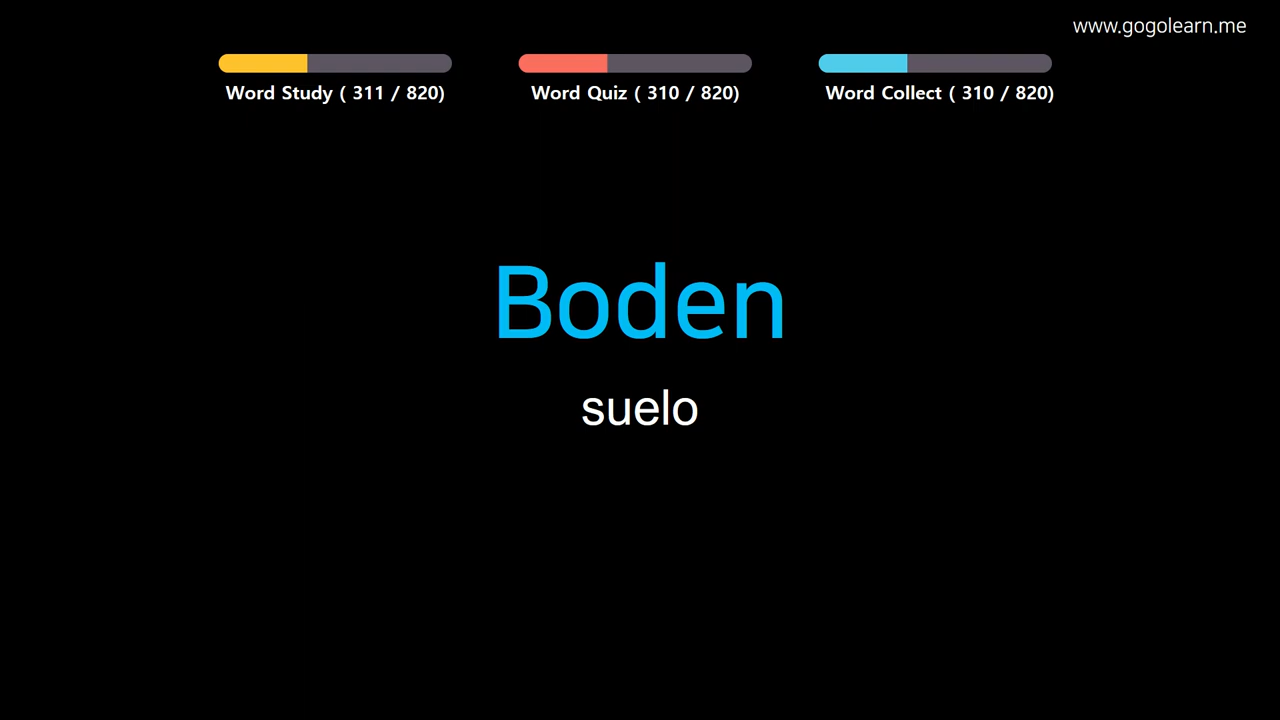 www.gogolearn.me
Word Study ( 311 / 820)
Word Quiz ( 310 / 820)
Word Collect ( 310 / 820)
Boden
suelo